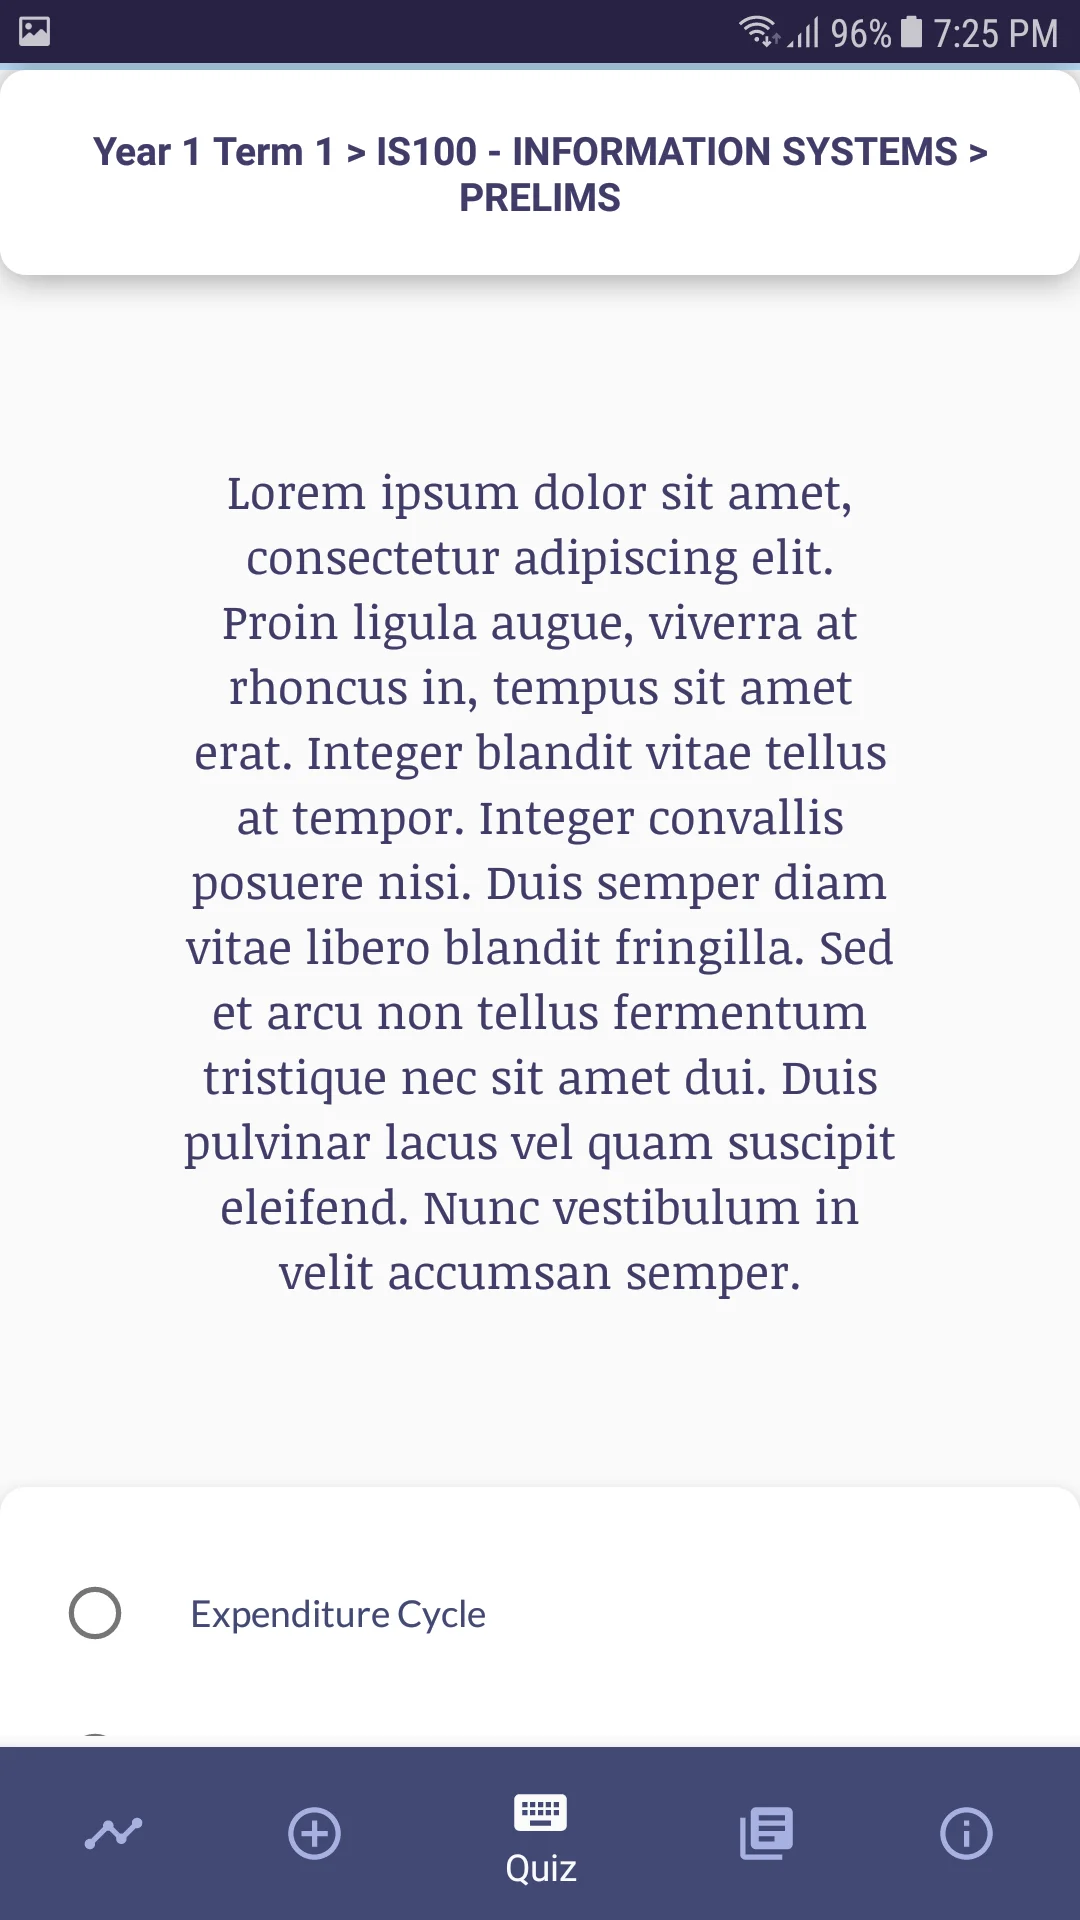 96% 7:25 PM
Year 1 Term 1 > IS100 - INFORMATION SYSTEMS >
PRELIMS
Lorem ipsum dolor sit amet,
consectetur adipiscing elit.
Proin ligula augue, viverra at
rhoncus in, tempus sit amet
erat. Integer blandit vitae tellus
at tempor. Integer convallis
posuere nisi. Duis semper diam
vitae libero blandit fringilla. Sed
et arcu non tellus fermentum
tristique nec sit amet dui. Duis
pulvinar lacus vel quam suscipit
eleifend. Nunc vestibulum in
velit accumsan semper.
Expenditure Cycle
Quiz